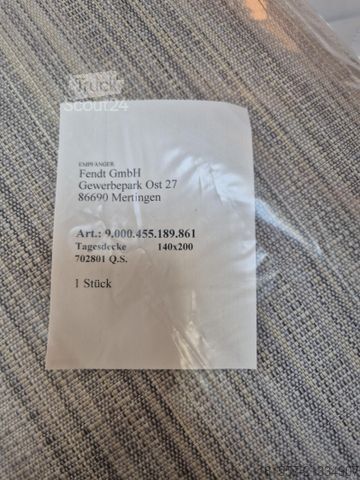 Truck
Scout24
EMPFÄNGER
Fendt GmbH
Gewerbepark Ost 27
86690 Mertingen
Art.: 9.000.455.189.861
Tagesdecke 140x200
702801 Q.S.
1 Stück